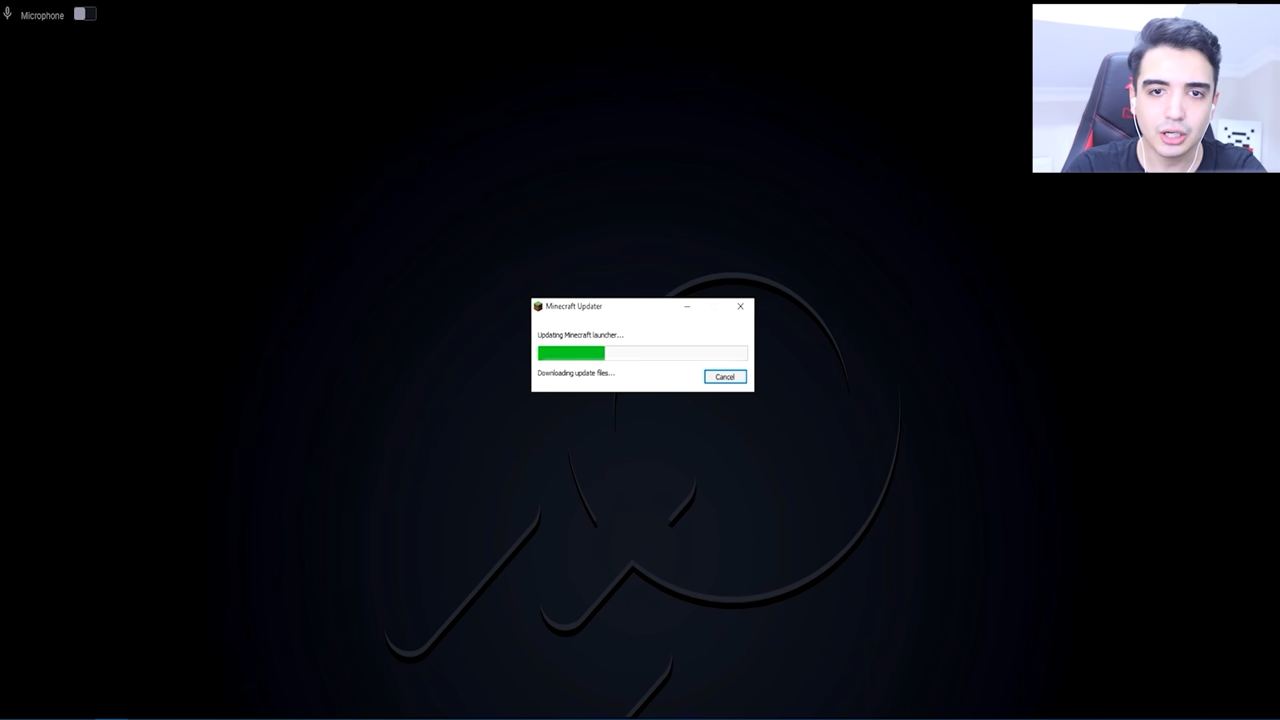 Microphone
Minecraft Updater
Updating Minecraft launcher...
Downloading update files...
Cancel